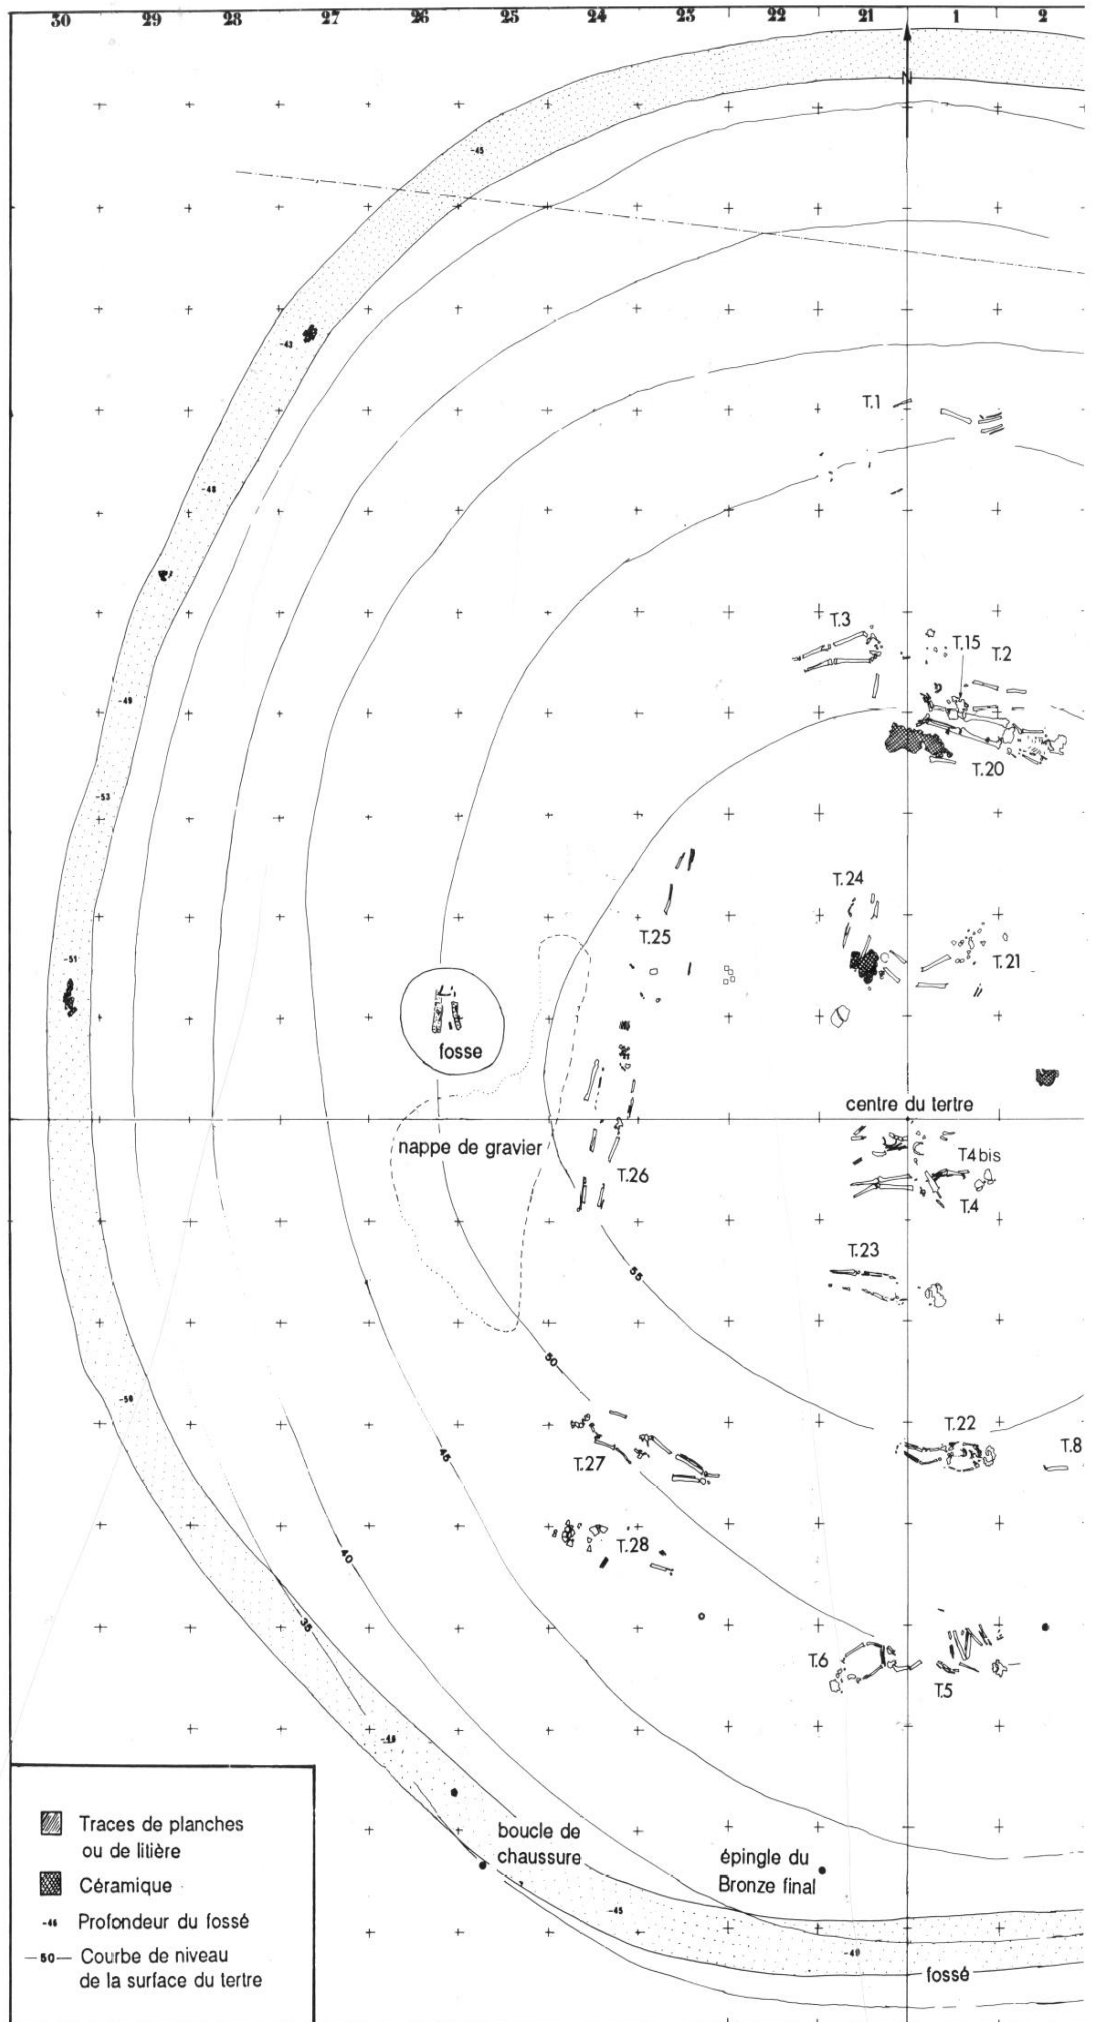 30 29 28 27 26 25 24 23 22 21 1 2
N
-45
-43
T.1
-48
T.3
T.15
T.2
-49
T.20
-53
T.24
T.25
T.21
-51
fosse
centre du tertre
nappe de gravier
T4bis
T.26
T.4
T.23
55
50
-50
T.22
T.8
45
T.27
T.28
40
35
T.6
T.5
Traces de planches
ou de litière
Céramique
-46 Profondeur du fossé
-50- Courbe de niveau
de la surface du tertre
boucle de
chaussure
épingle du
Bronze final
-45
fossé